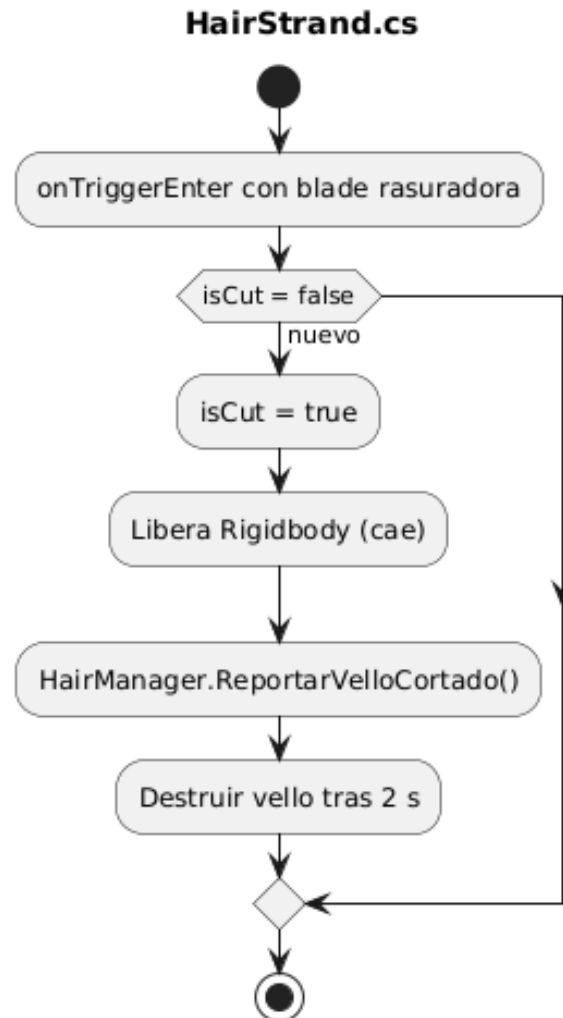 HairStrand.cs
onTriggerEnter con blade rasuradora
isCut = false
nuevo
isCut = true
Libera Rigidbody (cae)
HairManager.ReportarVelloCortado()
Destruir vello tras 2 s